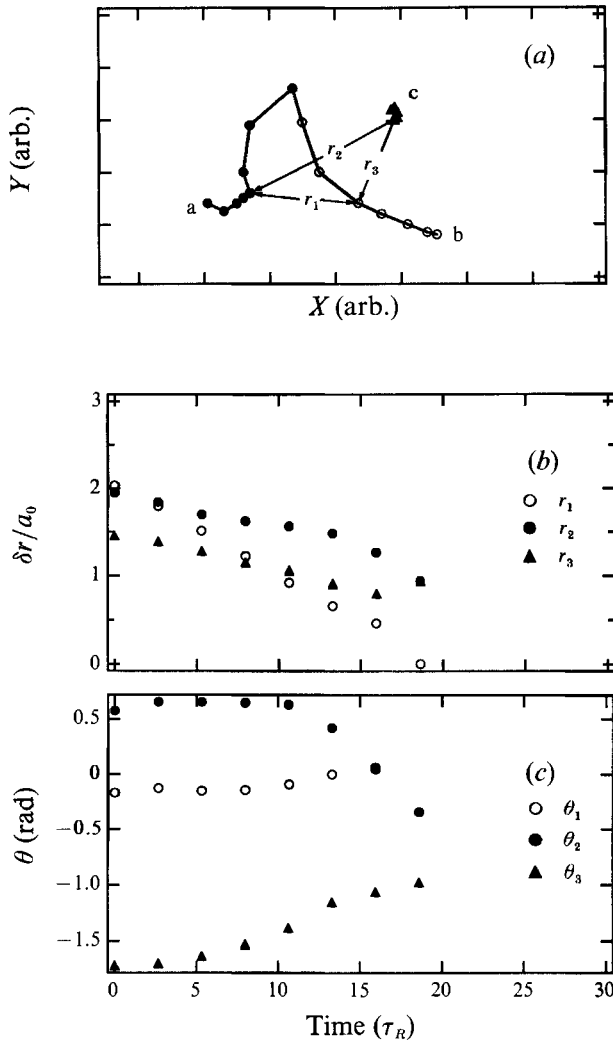 (a)
Y (arb.)
a
b
c
r₁
r₂
r₃
X (arb.)
3
2
1
0
δr/a₀
(b)
r₁
r₂
r₃
0.5
0
−0.5
−1.0
−1.5
θ (rad)
(c)
θ₁
θ₂
θ₃
0 5 10 15 20 25 30
Time (τ_R)